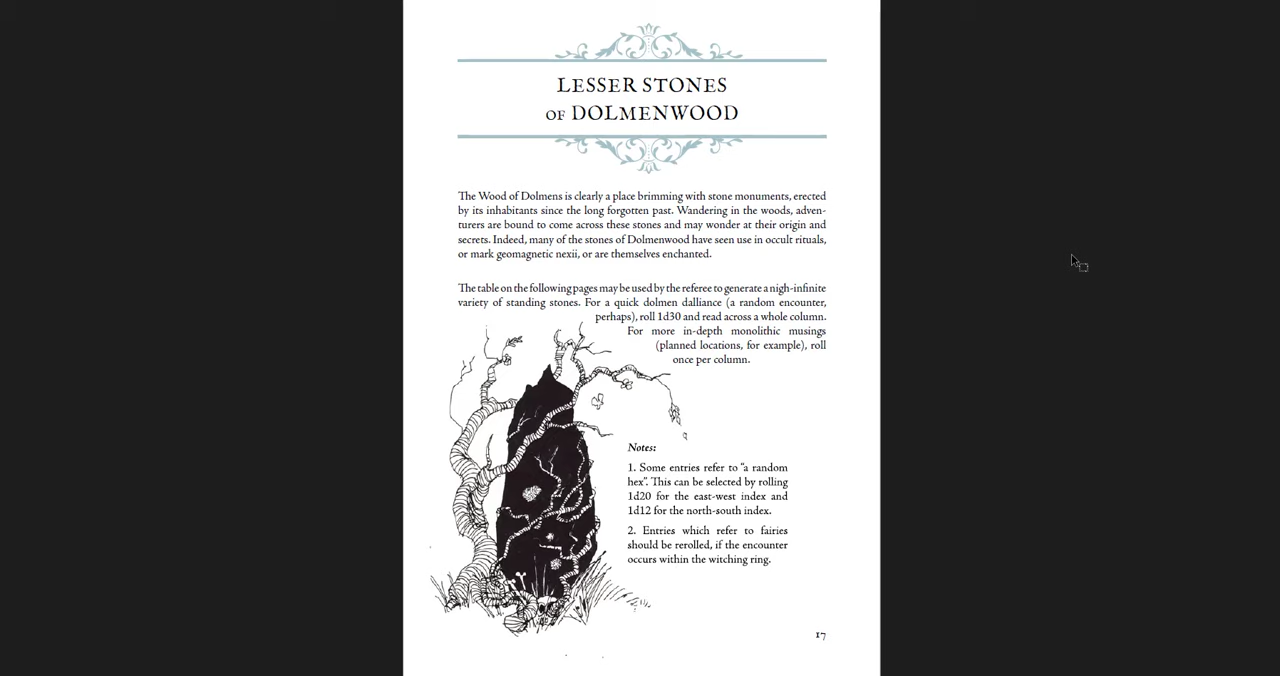 LESSER STONES
OF DOLMENWOOD
The Wood of Dolmens is clearly a place brimming with stone monuments, erected
by its inhabitants since the long forgotten past. Wandering in the woods, adven-
turers are bound to come across these stones and may wonder at their origin and
secrets. Indeed, many of the stones of Dolmenwood have seen use in occult rituals,
or mark geomagnetic nexii, or are themselves enchanted.
The table on the following pages may be used by the referee to generate a nigh-infinite
variety of standing stones. For a quick dolmen dalliance (a random encounter,
perhaps), roll 1d30 and read across a whole column.
For more in-depth monolithic musings
(planned locations, for example), roll
once per column.
Notes:
1. Some entries refer to “a random
hex”. This can be selected by rolling
1d20 for the east-west index and
1d12 for the north-south index.
2. Entries which refer to fairies
should be rerolled, if the encounter
occurs within the witching ring.
17